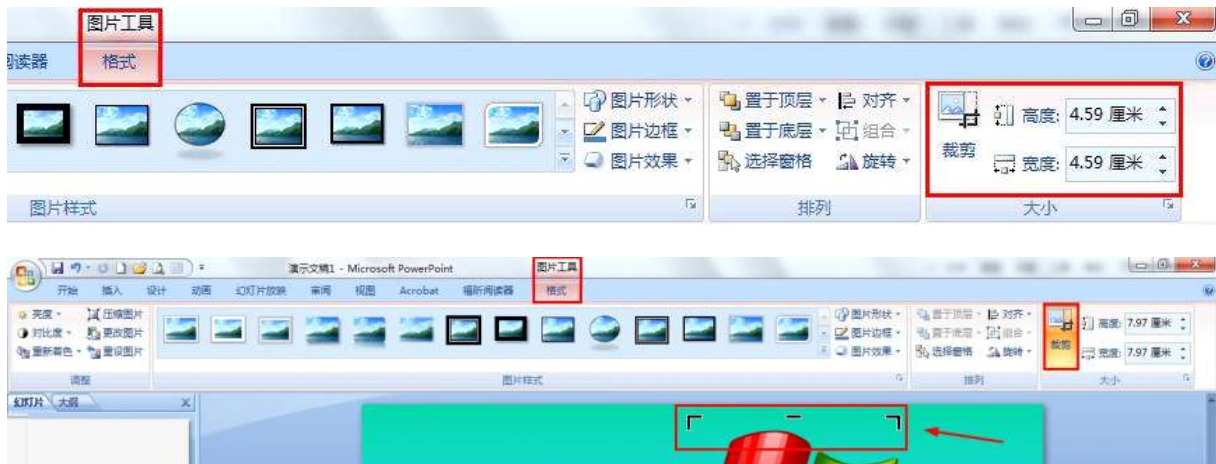 图片工具
阅读器 格式
图片形状 置于顶层 对齐 高度: 4.59 厘米
图片边框 置于底层 组合
裁剪
图片效果 选择窗格 旋转 宽度: 4.59 厘米
图片样式 排列 大小
演示文稿1 - Microsoft PowerPoint 图片工具
开始 插入 设计 动画 幻灯片放映 审阅 视图 Acrobat 福昕阅读器 格式
亮度 压缩图片 图片形状 置于顶层 对齐 高度: 7.97 厘米
对比度 更改图片 图片边框 置于底层 组合 裁剪
重新着色 重设图片 图片效果 选择窗格 旋转 宽度: 7.97 厘米
调整 图片样式 排列 大小
幻灯片 大纲